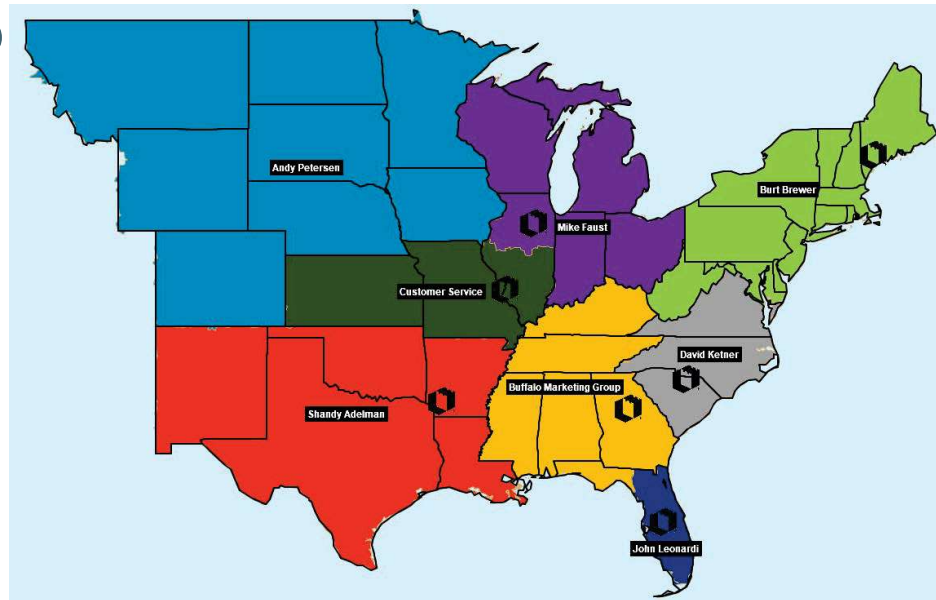 Andy Petersen
Burt Brewer
Mike Faust
Customer Service
David Ketner
Buffalo Marketing Group
Shandy Adelman
John Leonardi